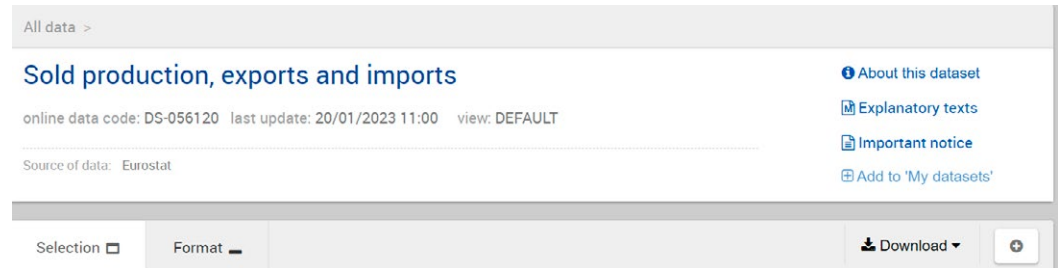 All data >
Sold production, exports and imports
online data code: DS-056120 last update: 20/01/2023 11:00 view: DEFAULT
Source of data: Eurostat
About this dataset
Explanatory texts
Important notice
Add to 'My datasets'
Selection
Format
Download